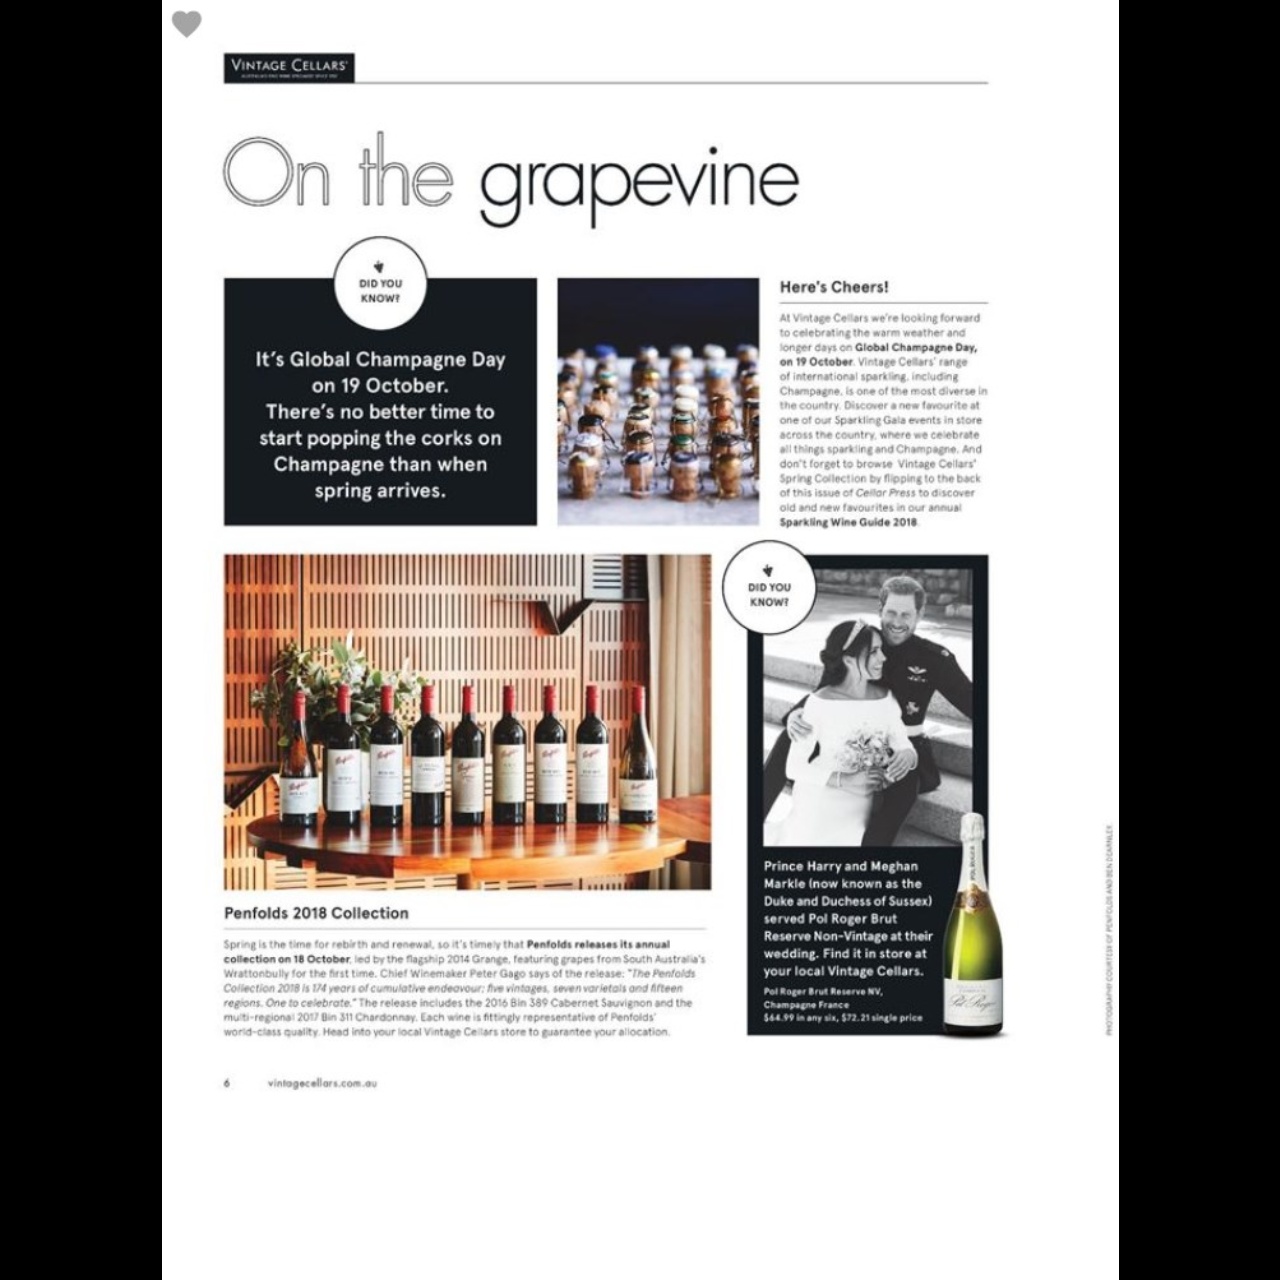 VINTAGE CELLARS
On the grapevine
DID YOU
KNOW?
It's Global Champagne Day
on 19 October.
There's no better time to
start popping the corks on
Champagne than when
spring arrives.
Here's Cheers!
At Vintage Cellars we're looking forward
to celebrating the warm weather and
longer days on Global Champagne Day,
on 19 October. Vintage Cellars' range
of international sparkling, including
Champagne, is one of the most diverse in
the country. Discover a new favourite at
one of our Sparkling Gala events in store
across the country, where we celebrate
all things sparkling and Champagne. And
don't forget to browse Vintage Cellars'
Spring Collection by flipping to the back
of this issue of Cellar Press to discover
old and new favourites in our annual
Sparkling Wine Guide 2018.
DID YOU
KNOW?
Prince Harry and Meghan
Markle (now known as the
Duke and Duchess of Sussex)
served Pol Roger Brut
Reserve Non-Vintage at their
wedding. Find it in store at
your local Vintage Cellars.
Pol Roger Brut Reserve NV,
Champagne France
$64.99 in any six, $72.21 single price
Pol Roger
Penfolds 2018 Collection
Spring is the time for rebirth and renewal, so it's timely that Penfolds releases its annual
collection on 18 October, led by the flagship 2014 Grange, featuring grapes from South Australia's
Wrattonbully for the first time. Chief Winemaker Peter Gago says of the release: "The Penfolds
Collection 2018 is 174 years of cumulative endeavour; five vintages, seven varietals and fifteen
regions. One to celebrate." The release includes the 2016 Bin 389 Cabernet Sauvignon and the
multi-regional 2017 Bin 311 Chardonnay. Each wine is fittingly representative of Penfolds'
world-class quality. Head into your local Vintage Cellars store to guarantee your allocation.
PHOTOGRAPHY COURTESY OF PENFOLDS AND BEN DEARNLEY.
6 vintagecellars.com.au